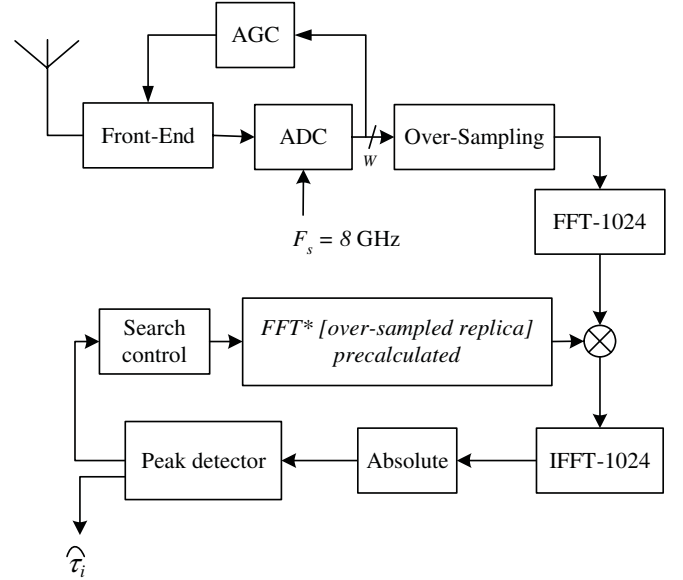 AGC
Front-End
ADC
W
Over-Sampling
F_s = 8 GHz
FFT-1024
Search
control
FFT* [over-sampled replica]
precalculated
Peak detector
Absolute
IFFT-1024
τ̂_i